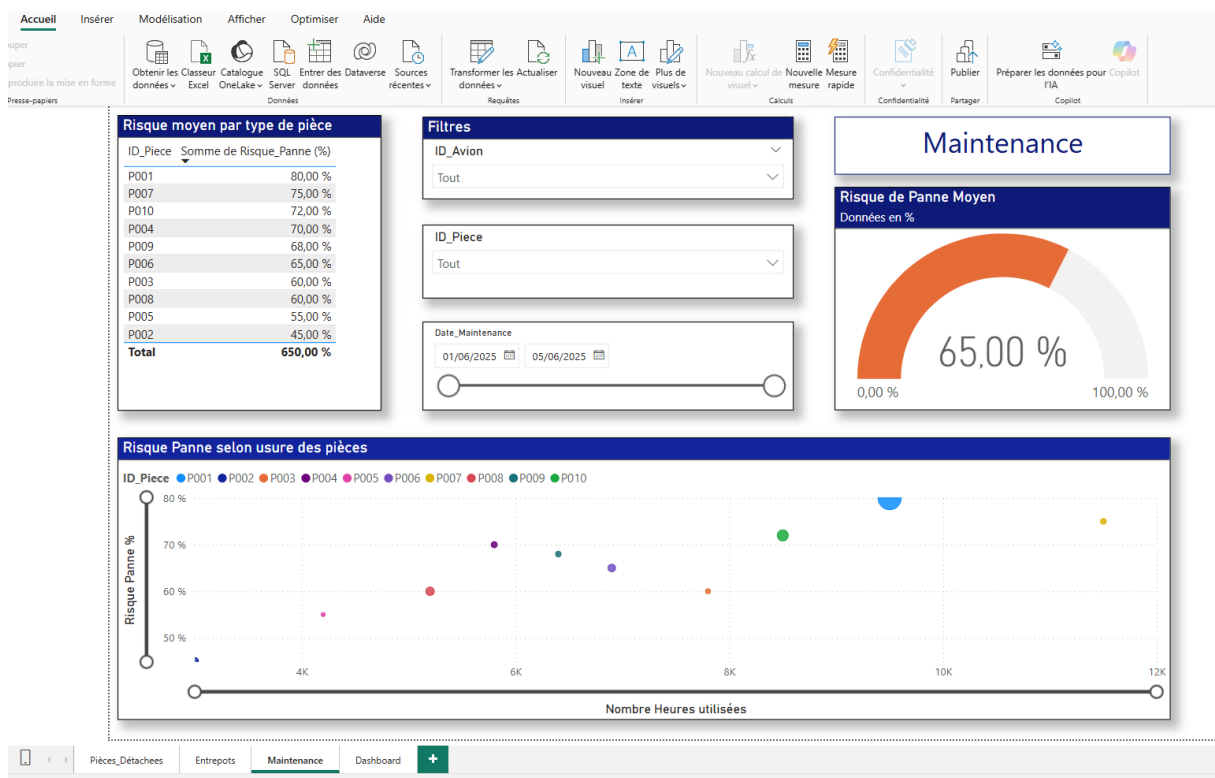 Accueil Insérer Modélisation Afficher Optimiser Aide
Obtenir les données Classeur Excel Catalogue OneLake SQL Server Entrer des données Dataverse Sources récentes Transformer les données Actualiser Nouveau visuel Zone de texte Plus de visuels Nouveau calcul de visuel Nouvelle mesure Mesure rapide Confidentialité Publier Préparer les données pour l'IA Copilot
produire la mise en forme
Presse-papiers Données Requêtes Insérer Calculs Confidentialité Partager Copilot
Risque moyen par type de pièce
ID_Piece Somme de Risque_Panne (%)
P001 80,00 %
P007 75,00 %
P010 72,00 %
P004 70,00 %
P009 68,00 %
P006 65,00 %
P003 60,00 %
P008 60,00 %
P005 55,00 %
P002 45,00 %
Total 650,00 %
Filtres
ID_Avion
Tout
ID_Piece
Tout
Date_Maintenance
01/06/2025 05/06/2025
Maintenance
Risque de Panne Moyen
Données en %
65,00 %
0,00 % 100,00 %
Risque Panne selon usure des pièces
ID_Piece P001 P002 P003 P004 P005 P006 P007 P008 P009 P010
Risque Panne %
80 %
70 %
60 %
50 %
4K 6K 8K 10K 12K
Nombre Heures utilisées
Pièces_Détachees Entrepots Maintenance Dashboard +